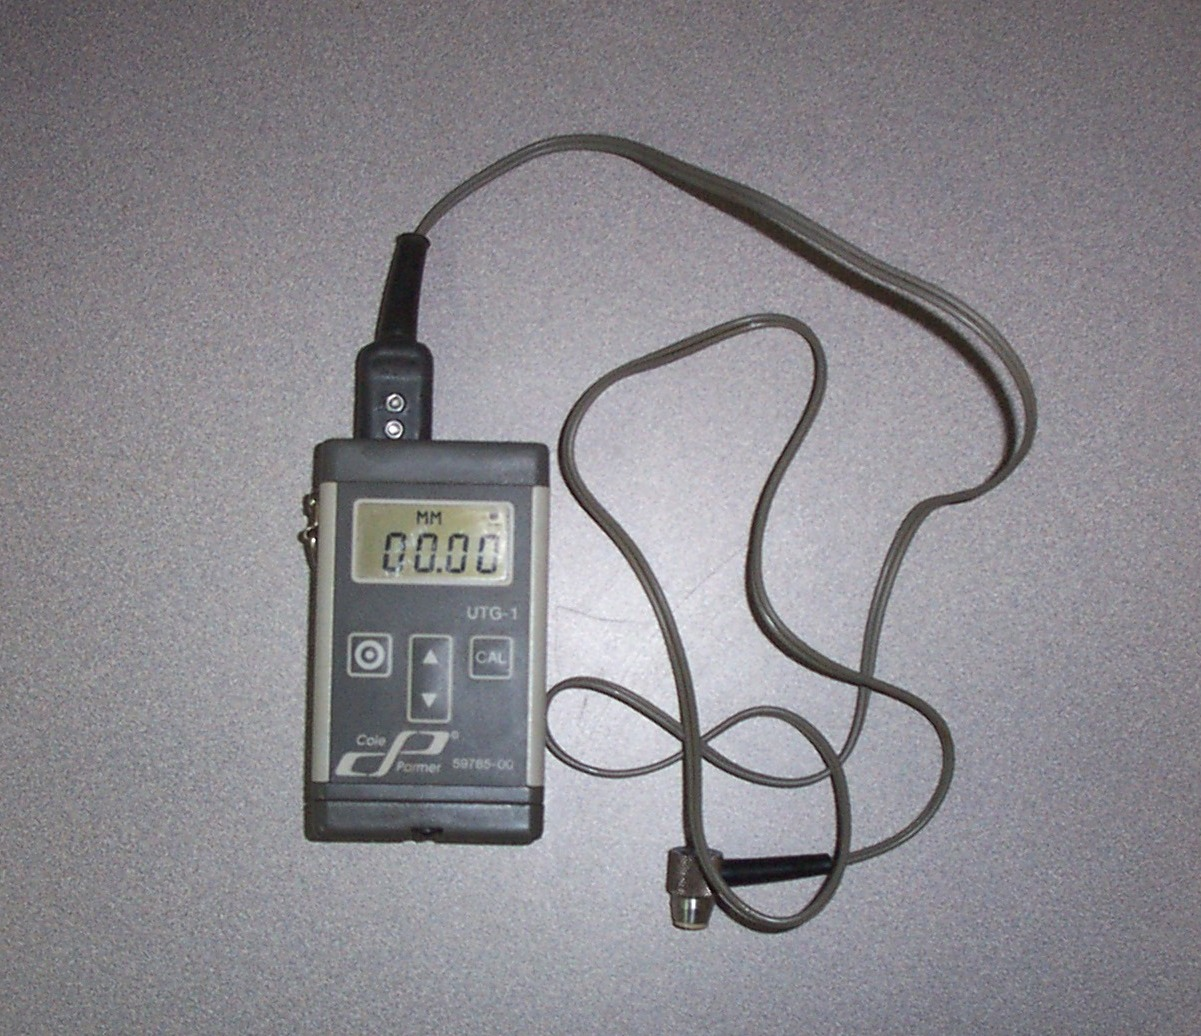 MM
00.00
UTG-1
CAL
Cole
Parmer 59785-00